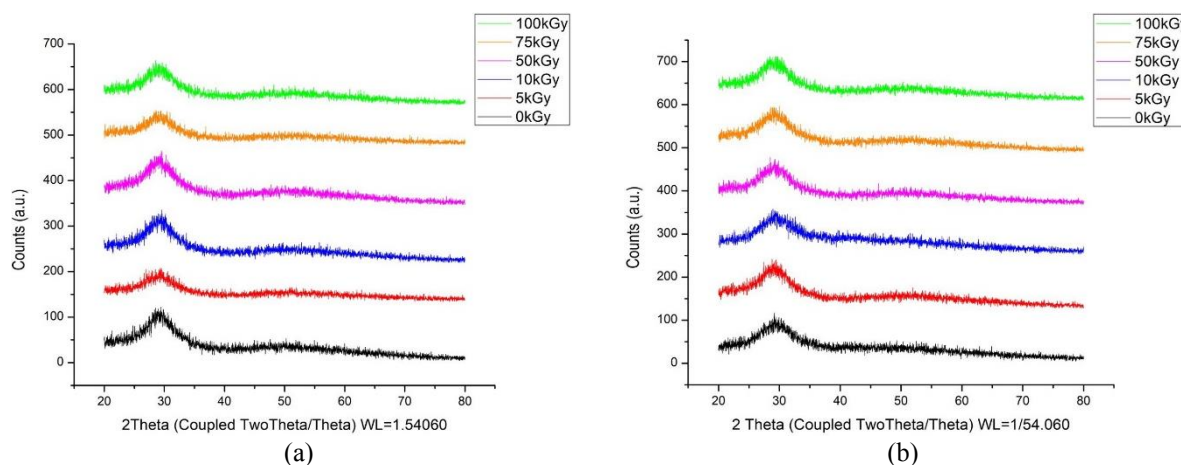 100kGy
75kGy
50kGy
10kGy
5kGy
0kGy
700
600
500
400
300
200
100
0
Counts (a.u.)
20 30 40 50 60 70 80
2Theta (Coupled TwoTheta/Theta) WL=1.54060
(a)
100kGy
75kGy
50kGy
10kGy
5kGy
0kGy
700
600
500
400
300
200
100
0
Counts (a.u.)
20 30 40 50 60 70 80
2 Theta (Coupled TwoTheta/Theta) WL=1/54.060
(b)